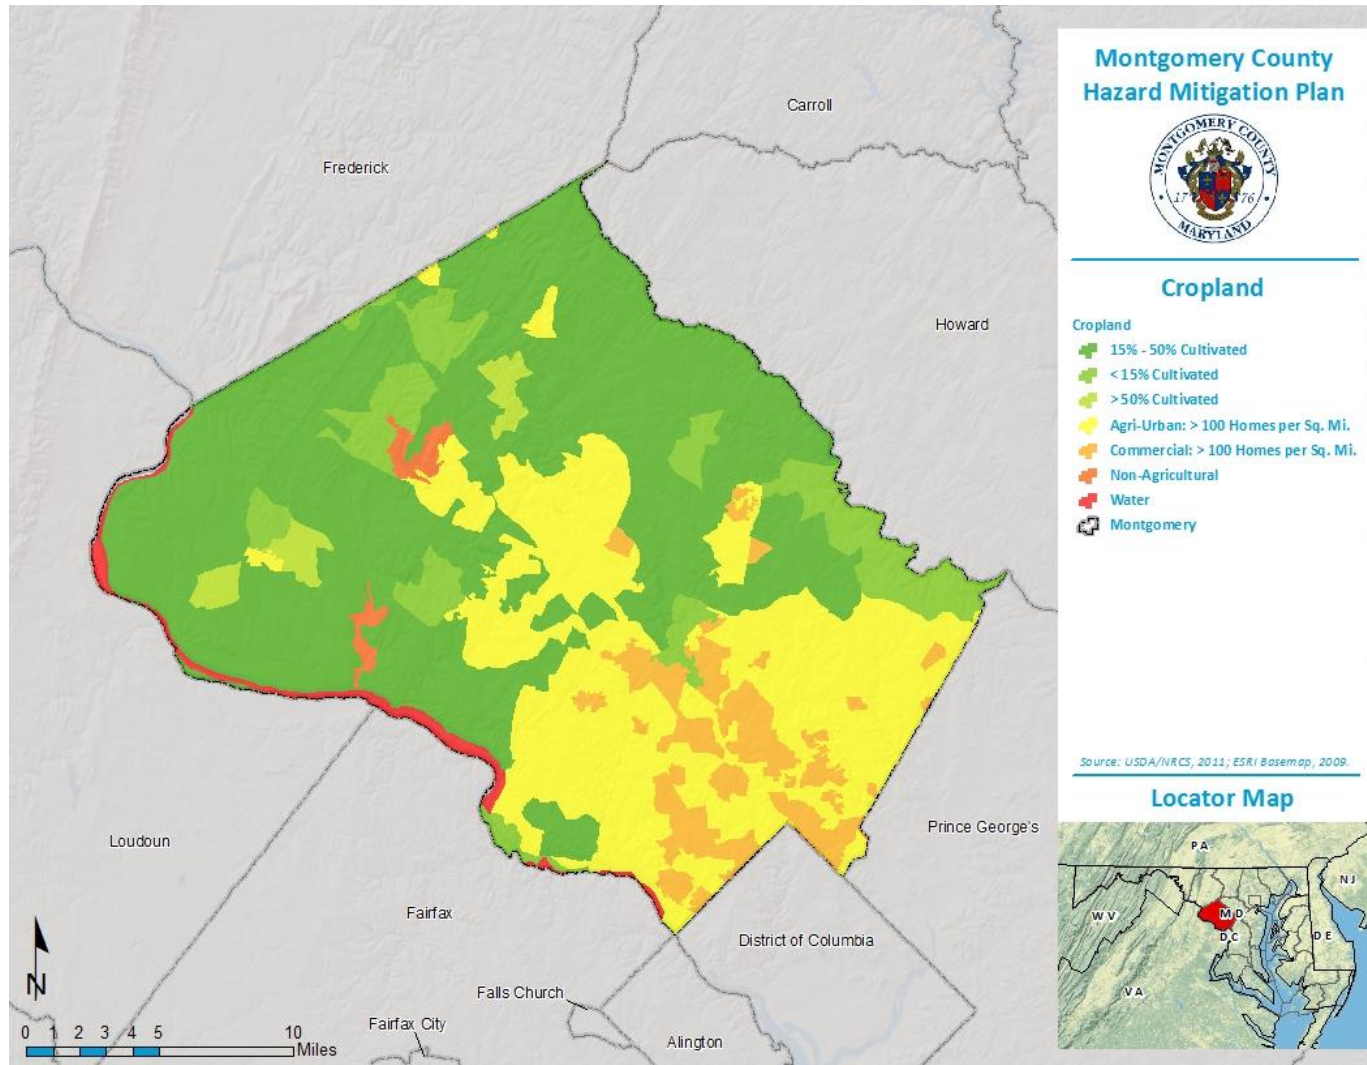 Montgomery County
Hazard Mitigation Plan
MONTGOMERY COUNTY
17 76
MARYLAND
Cropland
Cropland
15% - 50% Cultivated
< 15% Cultivated
> 50% Cultivated
Agri-Urban: > 100 Homes per Sq. Mi.
Commercial: > 100 Homes per Sq. Mi.
Non-Agricultural
Water
Montgomery
Source: USDA/NRCS, 2011; ESRI Basemap, 2009.
Locator Map
PA
NJ
WV
MD
DE
DC
VA
Carroll
Frederick
Howard
Loudoun
Prince George's
Fairfax
District of Columbia
Falls Church
Fairfax City
Alington
N
0 1 2 3 4 5 10
Miles